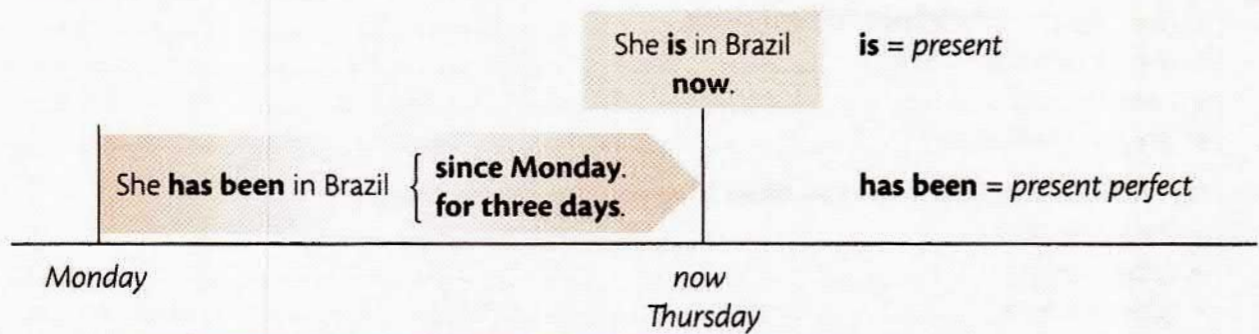 She is in Brazil
now.
is = present
She has been in Brazil { since Monday.
for three days.
has been = present perfect
Monday
now
Thursday